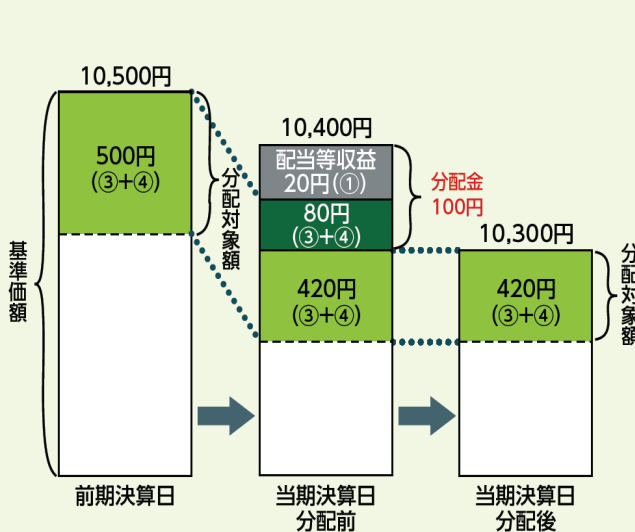 10,500円
500円
(③+④)
分配対象額
基準価額
前期決算日
10,400円
配当等収益
20円(①)
80円
(③+④)
420円
(③+④)
分配金
100円
当期決算日
分配前
10,300円
420円
(③+④)
分配対象額
当期決算日
分配後